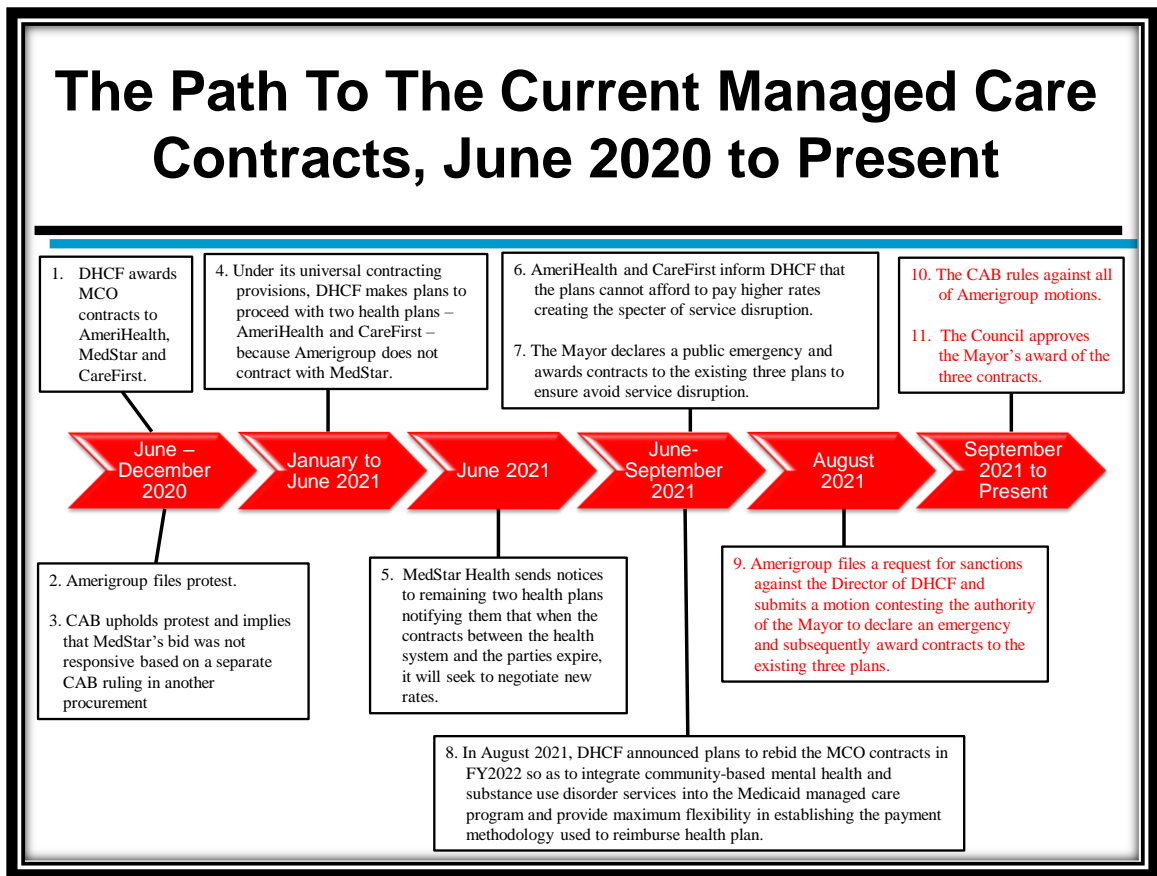 The Path To The Current Managed Care
Contracts, June 2020 to Present
1. DHCF awards
MCO
contracts to
AmeriHealth,
MedStar and
CareFirst.
4. Under its universal contracting
provisions, DHCF makes plans to
proceed with two health plans –
AmeriHealth and CareFirst –
because Amerigroup does not
contract with MedStar.
6. AmeriHealth and CareFirst inform DHCF that
the plans cannot afford to pay higher rates
creating the specter of service disruption.
7. The Mayor declares a public emergency and
awards contracts to the existing three plans to
ensure avoid service disruption.
10. The CAB rules against all
of Amerigroup motions.
11. The Council approves
the Mayor's award of the
three contracts.
June –
December
2020
January to
June 2021
June 2021
June-
September
2021
August
2021
September
2021 to
Present
2. Amerigroup files protest.
3. CAB upholds protest and implies
that MedStar's bid was not
responsive based on a separate
CAB ruling in another
procurement
5. MedStar Health sends notices
to remaining two health plans
notifying them that when the
contracts between the health
system and the parties expire,
it will seek to negotiate new
rates.
9. Amerigroup files a request for sanctions
against the Director of DHCF and
submits a motion contesting the authority
of the Mayor to declare an emergency
and subsequently award contracts to the
existing three plans.
8. In August 2021, DHCF announced plans to rebid the MCO contracts in
FY2022 so as to integrate community-based mental health and
substance use disorder services into the Medicaid managed care
program and provide maximum flexibility in establishing the payment
methodology used to reimburse health plan.